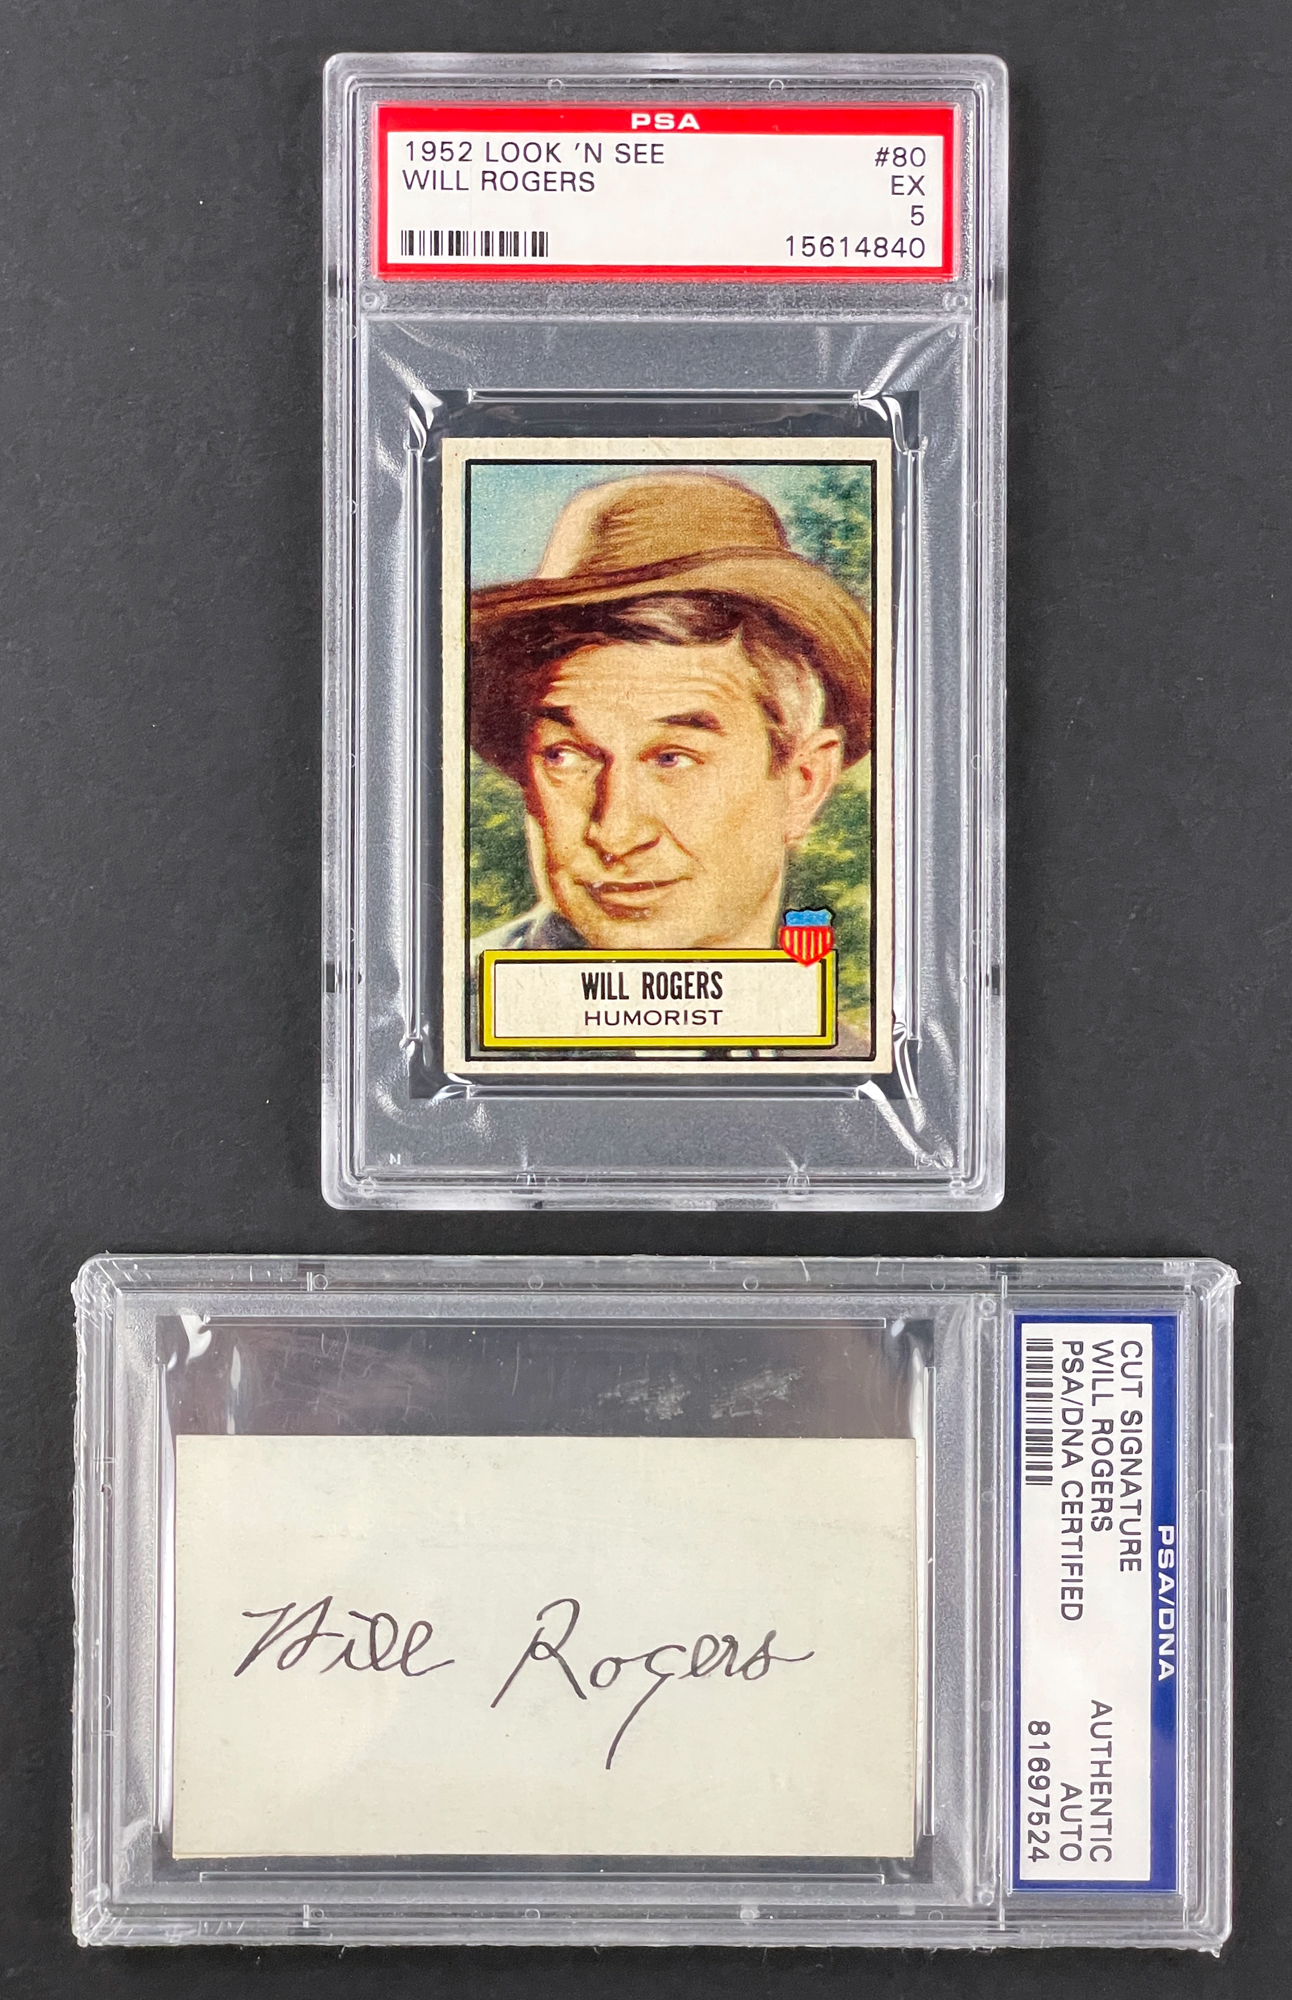 PSA
1952 LOOK 'N SEE #80
WILL ROGERS EX
5
15614840
WILL ROGERS
HUMORIST
Will Rogers
PSA/DNA
CUT SIGNATURE
WILL ROGERS AUTHENTIC
PSA/DNA CERTIFIED AUTO
81697524